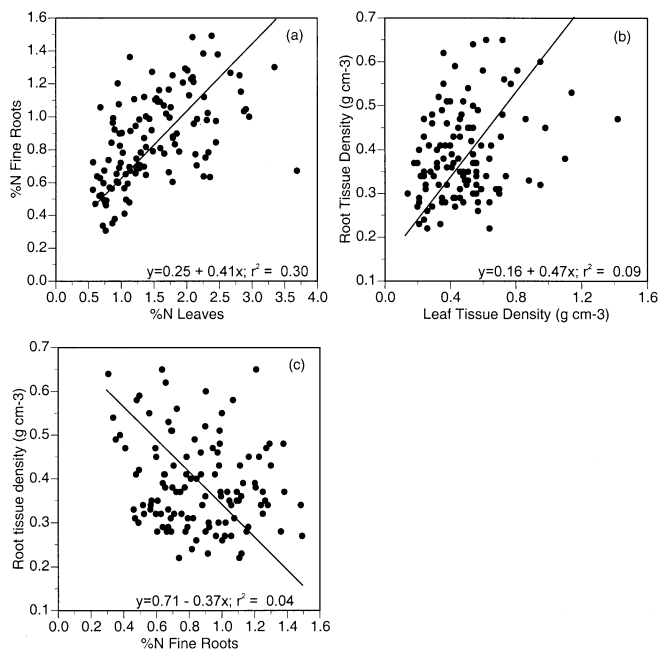 (a)
1.6
1.4
1.2
1.0
0.8
0.6
0.4
0.2
0.0
%N Fine Roots
y=0.25 + 0.41x; r² = 0.30
0.0 0.5 1.0 1.5 2.0 2.5 3.0 3.5 4.0
%N Leaves
(b)
0.7
0.6
0.5
0.4
0.3
0.2
0.1
Root Tissue Density (g cm-3)
y=0.16 + 0.47x; r² = 0.09
0.0 0.4 0.8 1.2 1.6
Leaf Tissue Density (g cm-3)
(c)
0.7
0.6
0.5
0.4
0.3
0.2
0.1
Root tissue density (g cm-3)
y=0.71 - 0.37x; r² = 0.04
0.0 0.2 0.4 0.6 0.8 1.0 1.2 1.4 1.6
%N Fine Roots